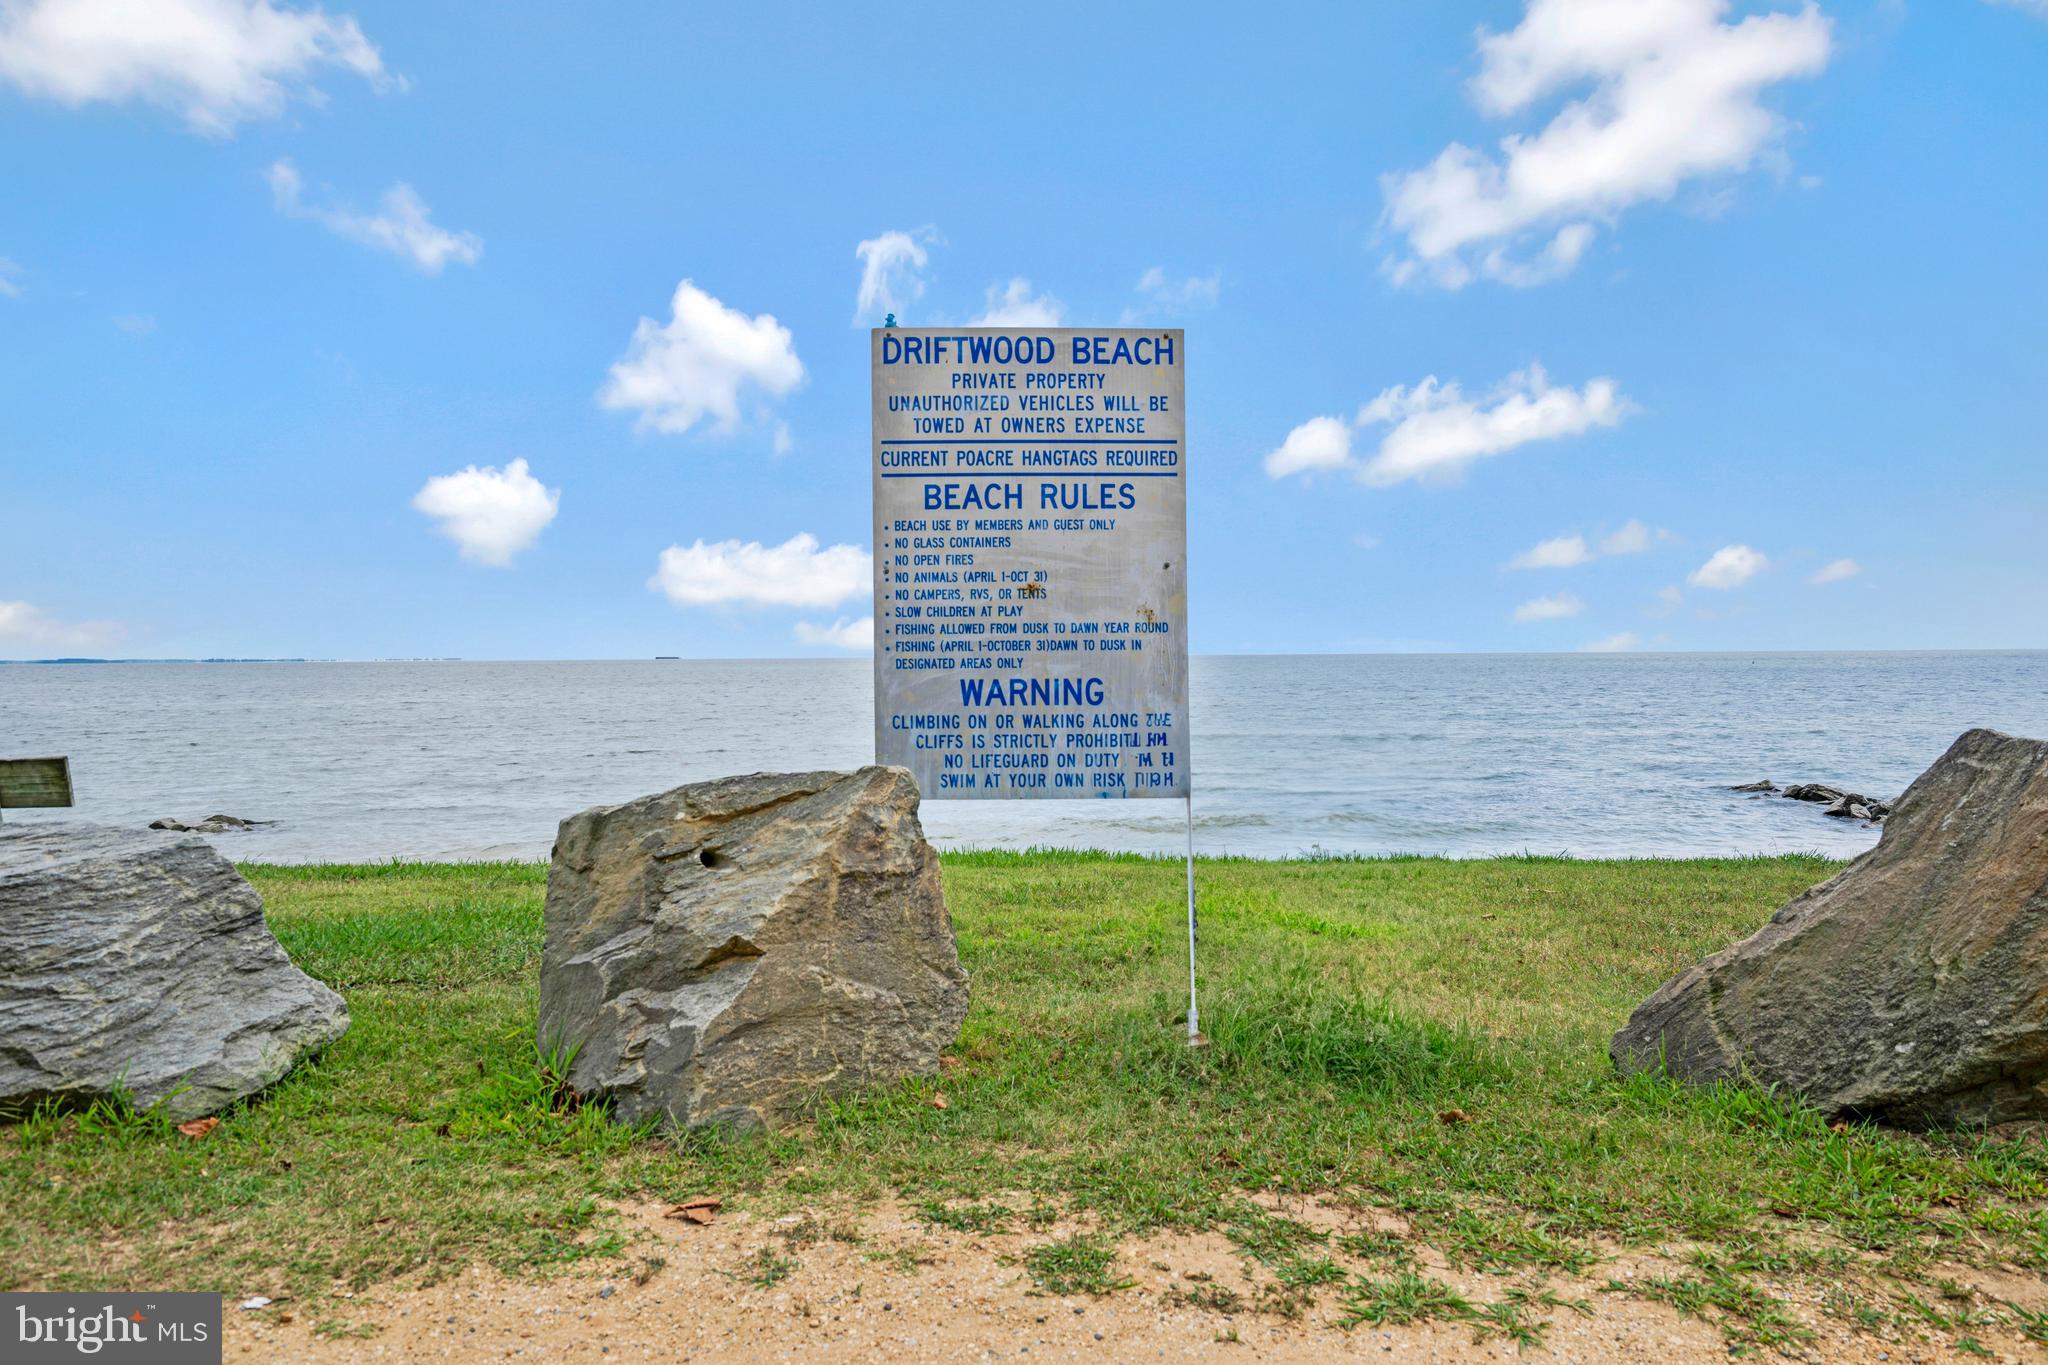 DRIFTWOOD BEACH
PRIVATE PROPERTY
UNAUTHORIZED VEHICLES WILL BE
TOWED AT OWNERS EXPENSE
CURRENT POACRE HANGTAGS REQUIRED
BEACH RULES
• BEACH USE BY MEMBERS AND GUEST ONLY
• NO GLASS CONTAINERS
• NO OPEN FIRES
• NO ANIMALS (APRIL 1-OCT 31)
• NO CAMPERS, RVS, OR TENTS
• SLOW CHILDREN AT PLAY
• FISHING ALLOWED FROM DUSK TO DAWN YEAR ROUND
• FISHING (APRIL 1-OCTOBER 31)DAWN TO DUSK IN
DESIGNATED AREAS ONLY
WARNING
CLIMBING ON OR WALKING ALONG
CLIFFS IS STRICTLY
NO LIFEGUARD ON DUTY
SWIM AT YOUR OWN RISK
bright™ MLS